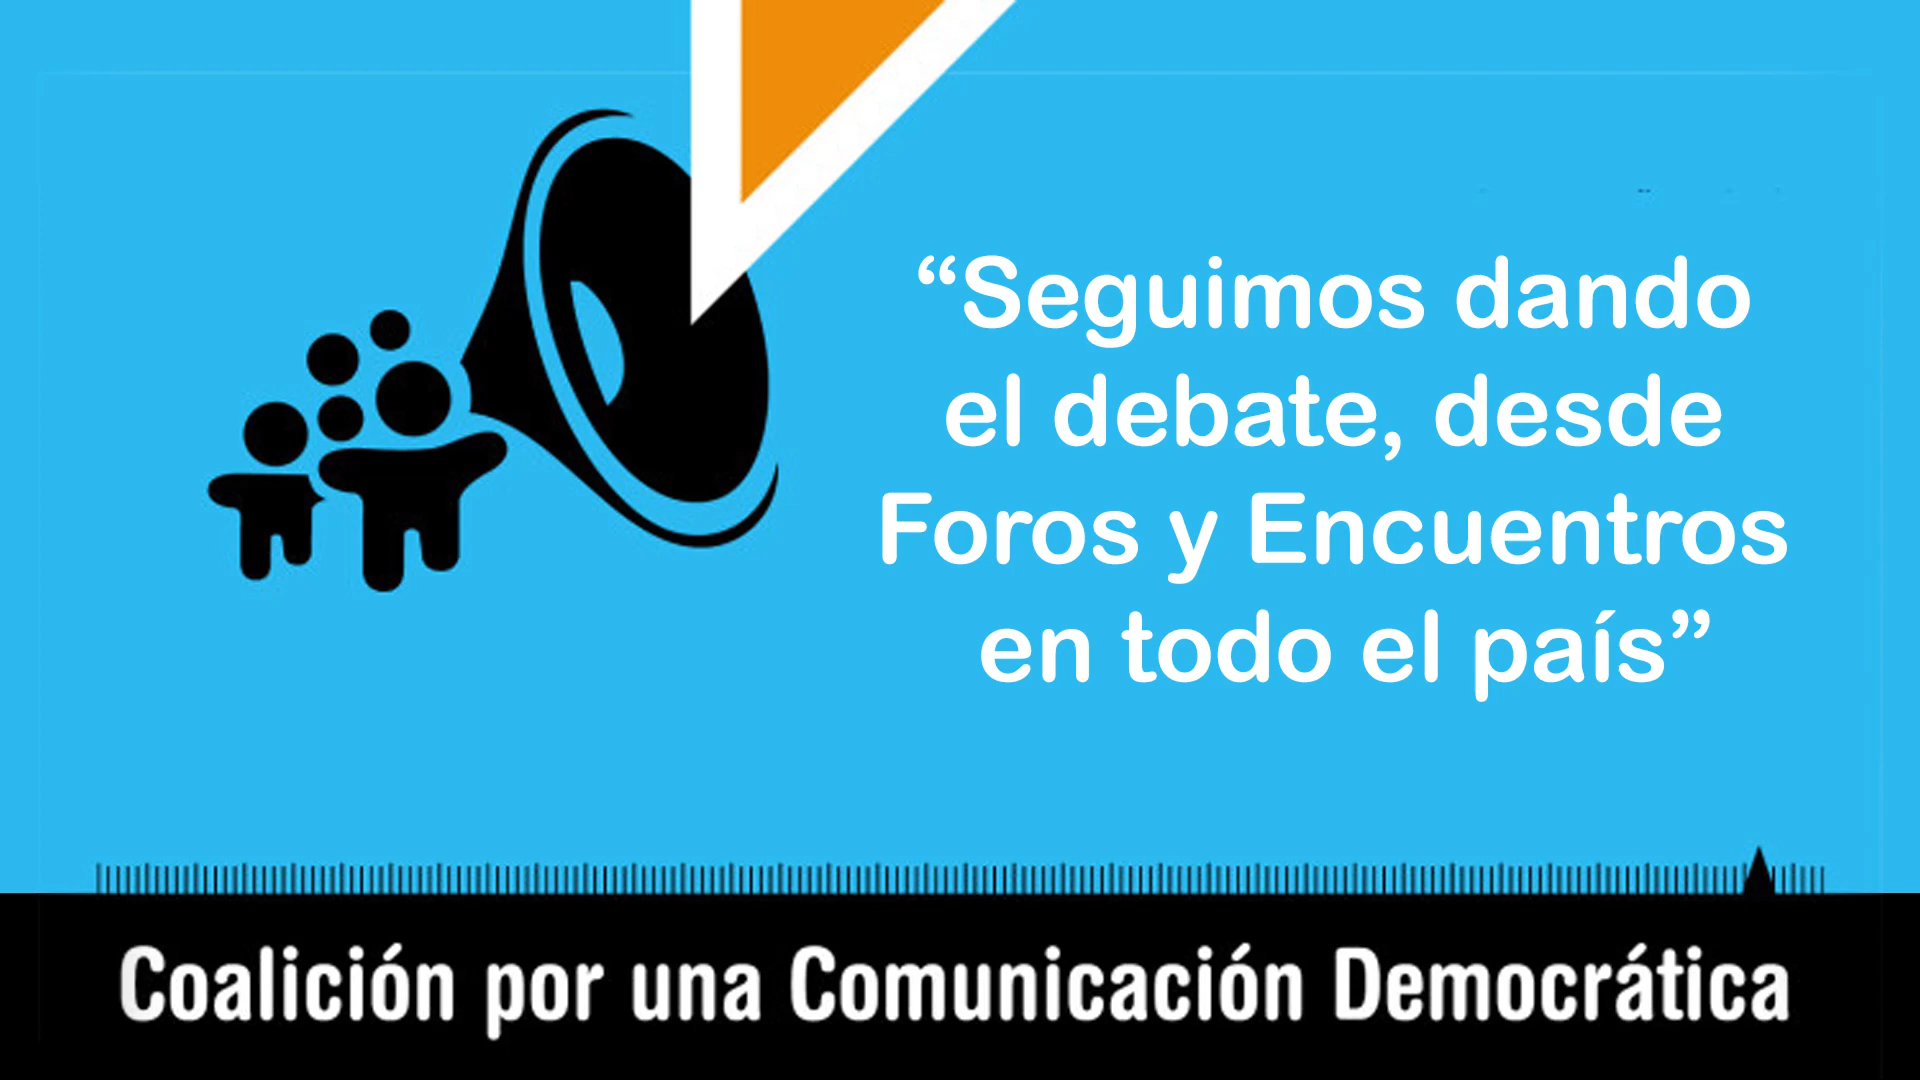 “Seguimos dando
el debate, desde
Foros y Encuentros
en todo el país”
Coalición por una Comunicación Democrática